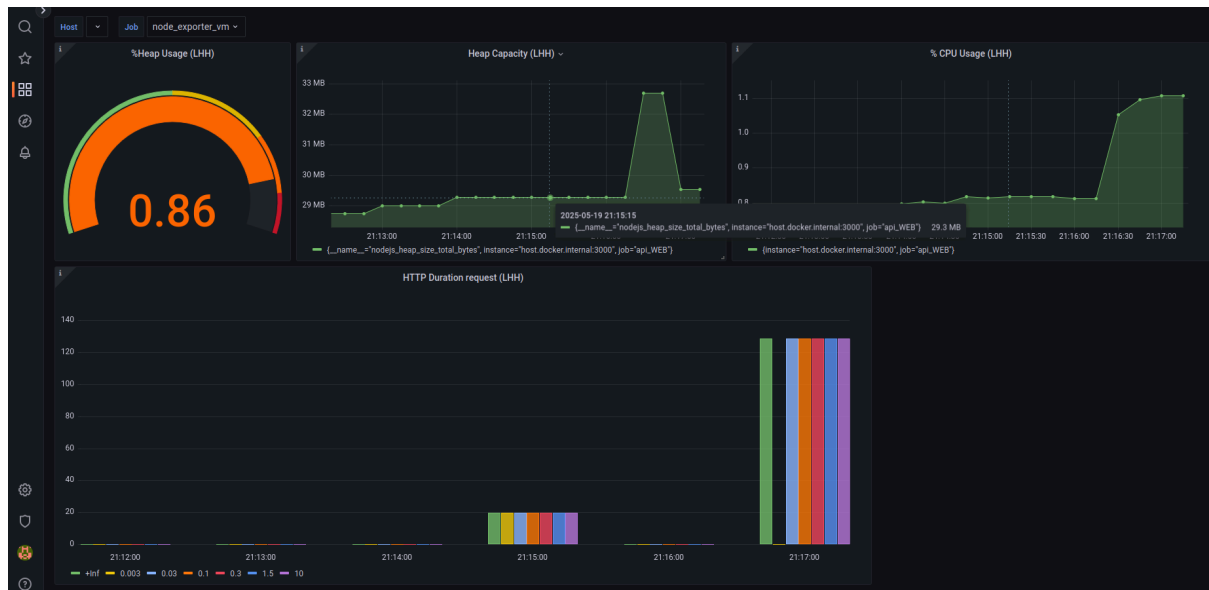 Host
Job node_exporter_vm
%Heap Usage (LHH)
0.86
Heap Capacity (LHH)
33 MB
32 MB
31 MB
30 MB
29 MB
21:13:00 21:14:00 21:15:00
{__name__="nodejs_heap_size_total_bytes", instance="host.docker.internal:3000", job="api_WEB"}
% CPU Usage (LHH)
1.1
1.0
0.9
0.8
21:15:00 21:15:30 21:16:00 21:16:30 21:17:00
{instance="host.docker.internal:3000", job="api_WEB"}
2025-05-19 21:15:15
{__name__="nodejs_heap_size_total_bytes", instance="host.docker.internal:3000", job="api_WEB"} 29.3 MB
HTTP Duration request (LHH)
140
120
100
80
60
40
20
0
21:12:00 21:13:00 21:14:00 21:15:00 21:16:00 21:17:00
+Inf 0.003 0.03 0.1 0.3 1.5 10